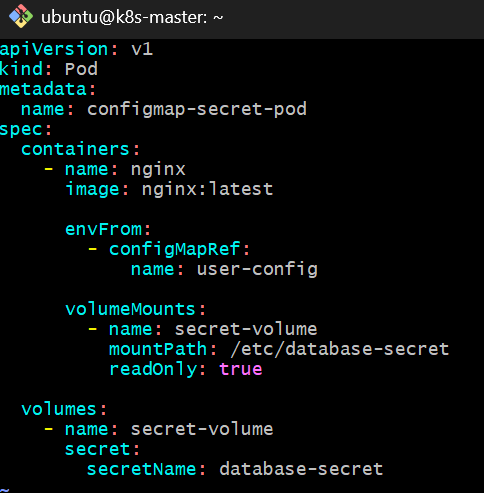 ubuntu@k8s-master: ~
apiVersion: v1
kind: Pod
metadata:
  name: configmap-secret-pod
spec:
  containers:
    - name: nginx
      image: nginx:latest

      envFrom:
        - configMapRef:
            name: user-config

      volumeMounts:
        - name: secret-volume
          mountPath: /etc/database-secret
          readOnly: true

  volumes:
    - name: secret-volume
      secret:
        secretName: database-secret
~